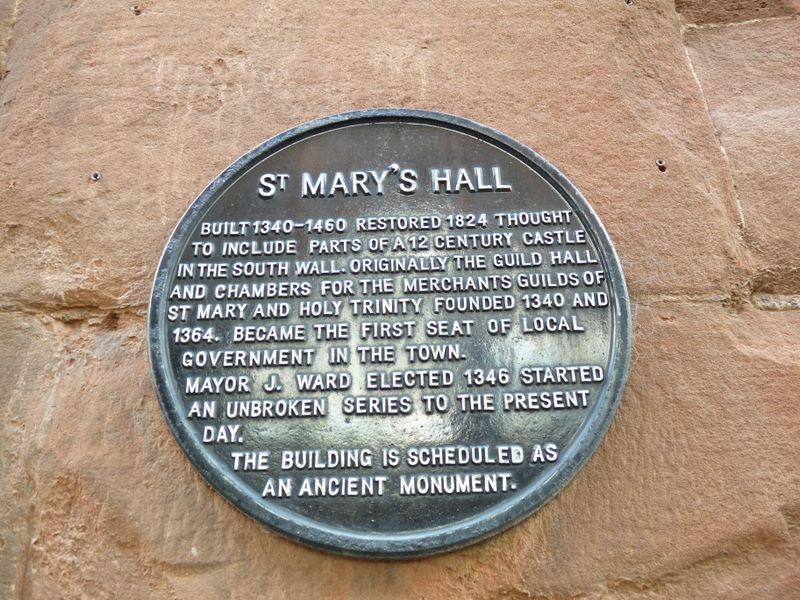 ST MARY'S HALL
BUILT 1340-1460 RESTORED 1824 THOUGHT
TO INCLUDE PARTS OF A 12 CENTURY CASTLE
IN THE SOUTH WALL. ORIGINALLY THE GUILD HALL
AND CHAMBERS FOR THE MERCHANTS GUILDS OF
ST MARY AND HOLY TRINITY FOUNDED 1340 AND
1364. BECAME THE FIRST SEAT OF LOCAL
GOVERNMENT IN THE TOWN.
MAYOR J. WARD ELECTED 1346 STARTED
AN UNBROKEN SERIES TO THE PRESENT
DAY.
THE BUILDING IS SCHEDULED AS
AN ANCIENT MONUMENT.